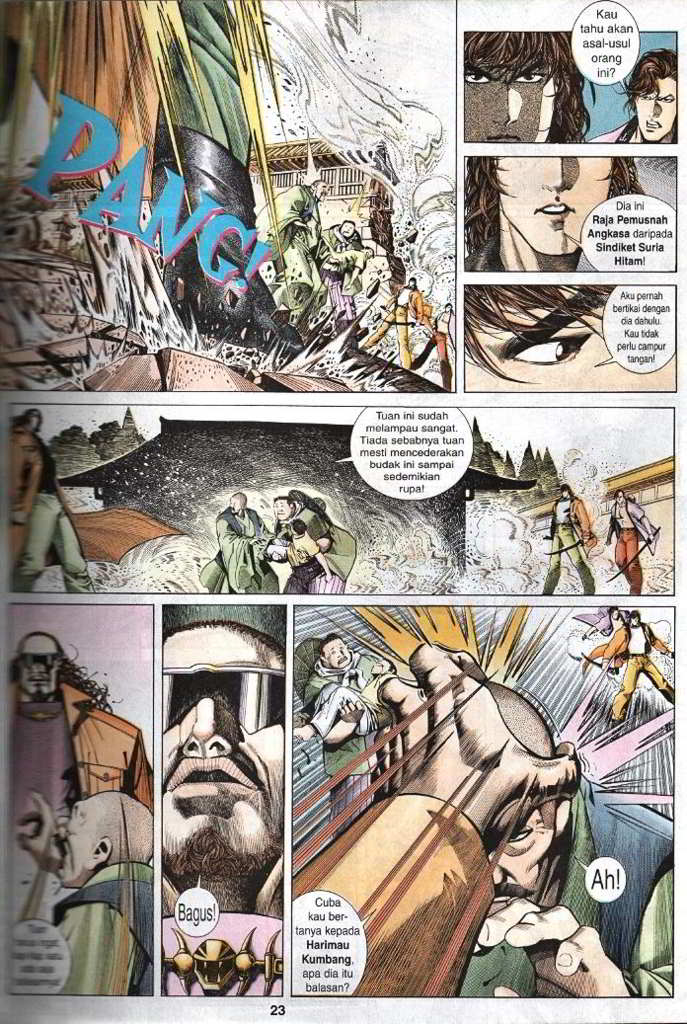 PANG!
Kau
tahu akan
asal-usul
orang
ini?
Dia ini
Raja Pemusnah
Angkasa daripada
Sindiket Suria
Hitam!
Aku pernah
bertikai dengan
dia dahulu.
Kau tidak
perlu campur
tangan!
Tuan ini sudah
melampau sangat.
Tiada sebabnya tuan
mesti mencederakan
budak ini sampai
sedemikian
rupa!
Bagus!
Cuba
kau ber-
tanya kepada
Harimau
Kumbang,
apa dia itu
balasan?
Ah!
23